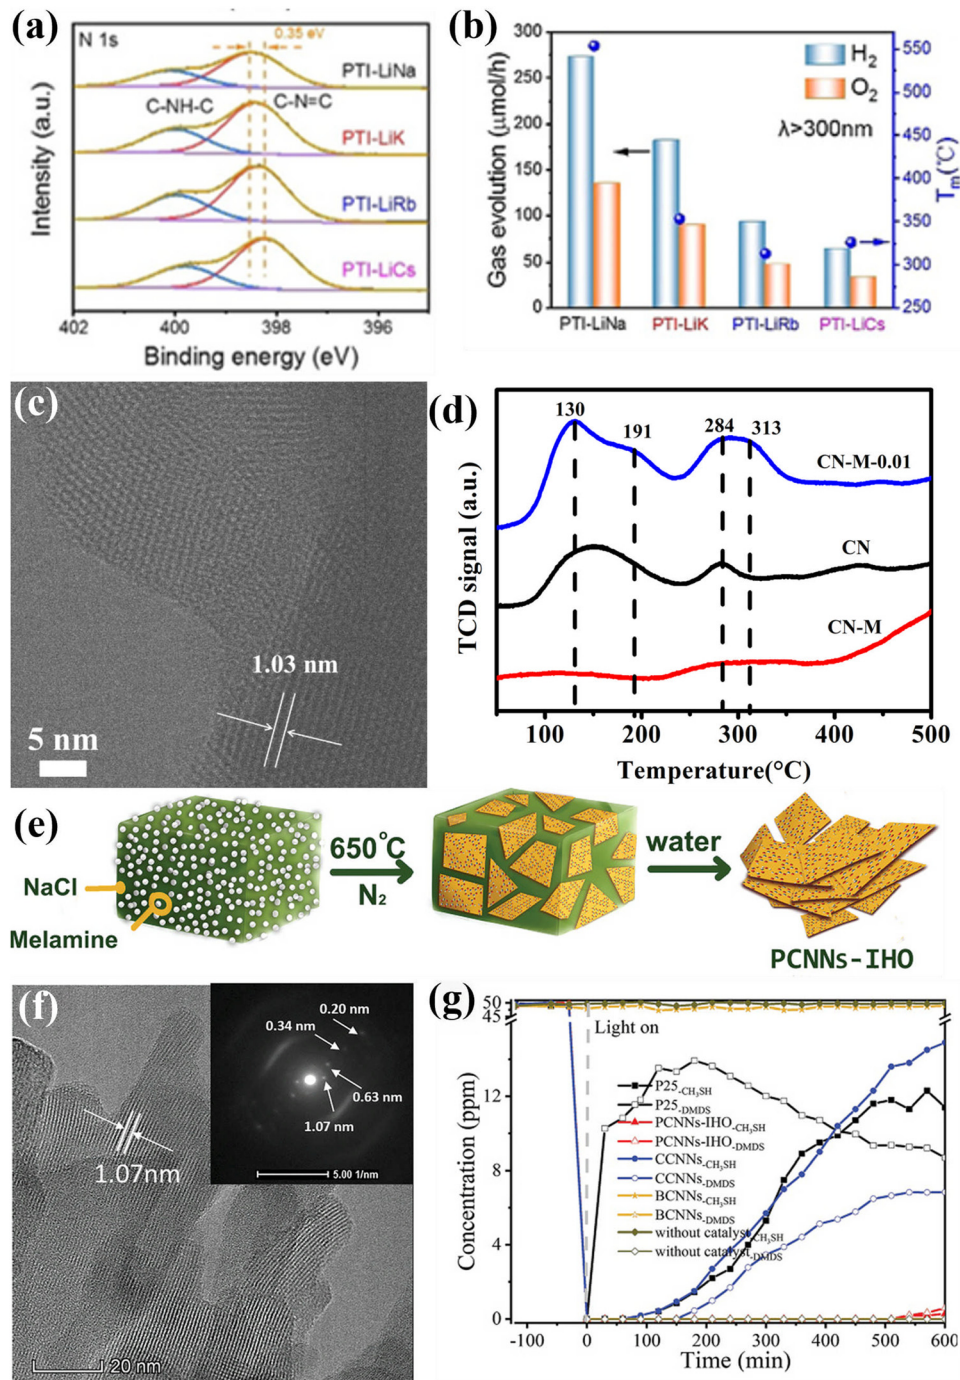 (a)
N 1s
0.35 eV
PTI-LiNa
C-NH-C
C-N=C
PTI-LiK
PTI-LiRb
PTI-LiCs
Intensity (a.u.)
402
400
398
396
Binding energy (eV)
(b)
300
250
200
150
100
50
0
Gas evolution (μmol/h)
H2
O2
λ>300nm
550
500
450
400
350
300
250
Tm(℃)
PTI-LiNa
PTI-LiK
PTI-LiRb
PTI-LiCs
(c)
1.03 nm
5 nm
(d)
130
191
284
313
CN-M-0.01
CN
CN-M
TCD signal (a.u.)
100
200
300
400
500
Temperature(°C)
(e)
NaCl
Melamine
650°C
N2
water
PCNNs-IHO
(f)
1.07nm
20 nm
0.20 nm
0.34 nm
0.63 nm
1.07 nm
5.00 1/nm
(g)
50
45
12
8
4
0
Concentration (ppm)
Light on
P25-CH3SH
P25-DMDS
PCNNs-IHO-CH3SH
PCNNs-IHO-DMDS
CCNNs-CH3SH
CCNNs-DMDS
BCNNs-CH3SH
BCNNs-DMDS
without catalyst-CH3SH
without catalyst-DMDS
-100
0
100
200
300
400
500
600
Time (min)